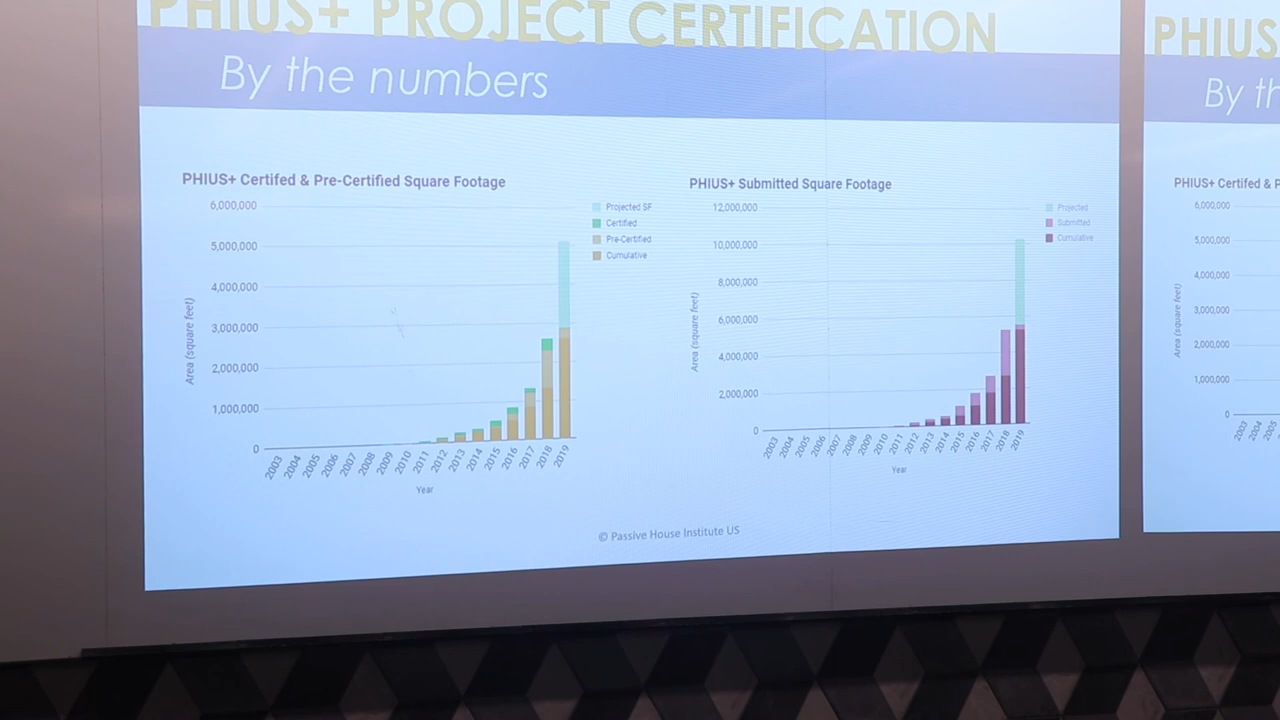 PHIUS+ PROJECT CERTIFICATION
By the numbers
PHIUS+ Certifed & Pre-Certified Square Footage
6,000,000
5,000,000
4,000,000
3,000,000
2,000,000
1,000,000
0
Area (square feet)
2003 2004 2005 2006 2007 2008 2009 2010 2011 2012 2013 2014 2015 2016 2017 2018 2019
Year
Projected SF
Certified
Pre-Certified
Cumulative
PHIUS+ Submitted Square Footage
12,000,000
10,000,000
8,000,000
6,000,000
4,000,000
2,000,000
0
Area (square feet)
2003 2004 2005 2006 2007 2008 2009 2010 2011 2012 2013 2014 2015 2016 2017 2018 2019
Year
Projected
Submitted
Cumulative
© Passive House Institute US
PHIUS
By th
PHIUS+ Certifed & P
6,000,000
5,000,000
4,000,000
3,000,000
2,000,000
1,000,000
0
Area (square feet)
2003 2004 2005